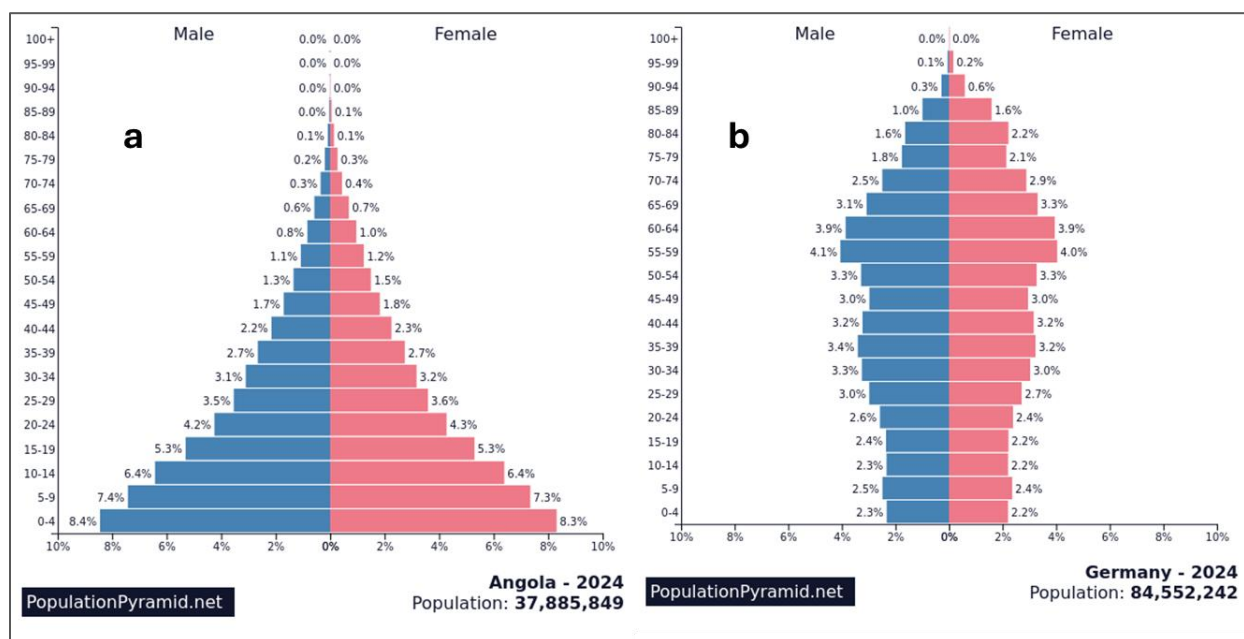 Male Female
100+ 0.0% 0.0%
95-99 0.0% 0.0%
90-94 0.0% 0.0%
85-89 0.0% 0.1%
a
80-84 0.1% 0.1%
75-79 0.2% 0.3%
70-74 0.3% 0.4%
65-69 0.6% 0.7%
60-64 0.8% 1.0%
55-59 1.1% 1.2%
50-54 1.3% 1.5%
45-49 1.7% 1.8%
40-44 2.2% 2.3%
35-39 2.7% 2.7%
30-34 3.1% 3.2%
25-29 3.5% 3.6%
20-24 4.2% 4.3%
15-19 5.3% 5.3%
10-14 6.4% 6.4%
5-9 7.4% 7.3%
0-4 8.4% 8.3%
10% 8% 6% 4% 2% 0% 2% 4% 6% 8% 10%
Angola - 2024
PopulationPyramid.net Population: 37,885,849
Male Female
100+ 0.0% 0.0%
95-99 0.1% 0.2%
90-94 0.3% 0.6%
85-89 1.0% 1.6%
b
80-84 1.6% 2.2%
75-79 1.8% 2.1%
70-74 2.5% 2.9%
65-69 3.1% 3.3%
60-64 3.9% 3.9%
55-59 4.1% 4.0%
50-54 3.3% 3.3%
45-49 3.0% 3.0%
40-44 3.2% 3.2%
35-39 3.4% 3.2%
30-34 3.3% 3.0%
25-29 3.0% 2.7%
20-24 2.6% 2.4%
15-19 2.4% 2.2%
10-14 2.3% 2.2%
5-9 2.5% 2.4%
0-4 2.3% 2.2%
10% 8% 6% 4% 2% 0% 2% 4% 6% 8% 10%
Germany - 2024
PopulationPyramid.net Population: 84,552,242